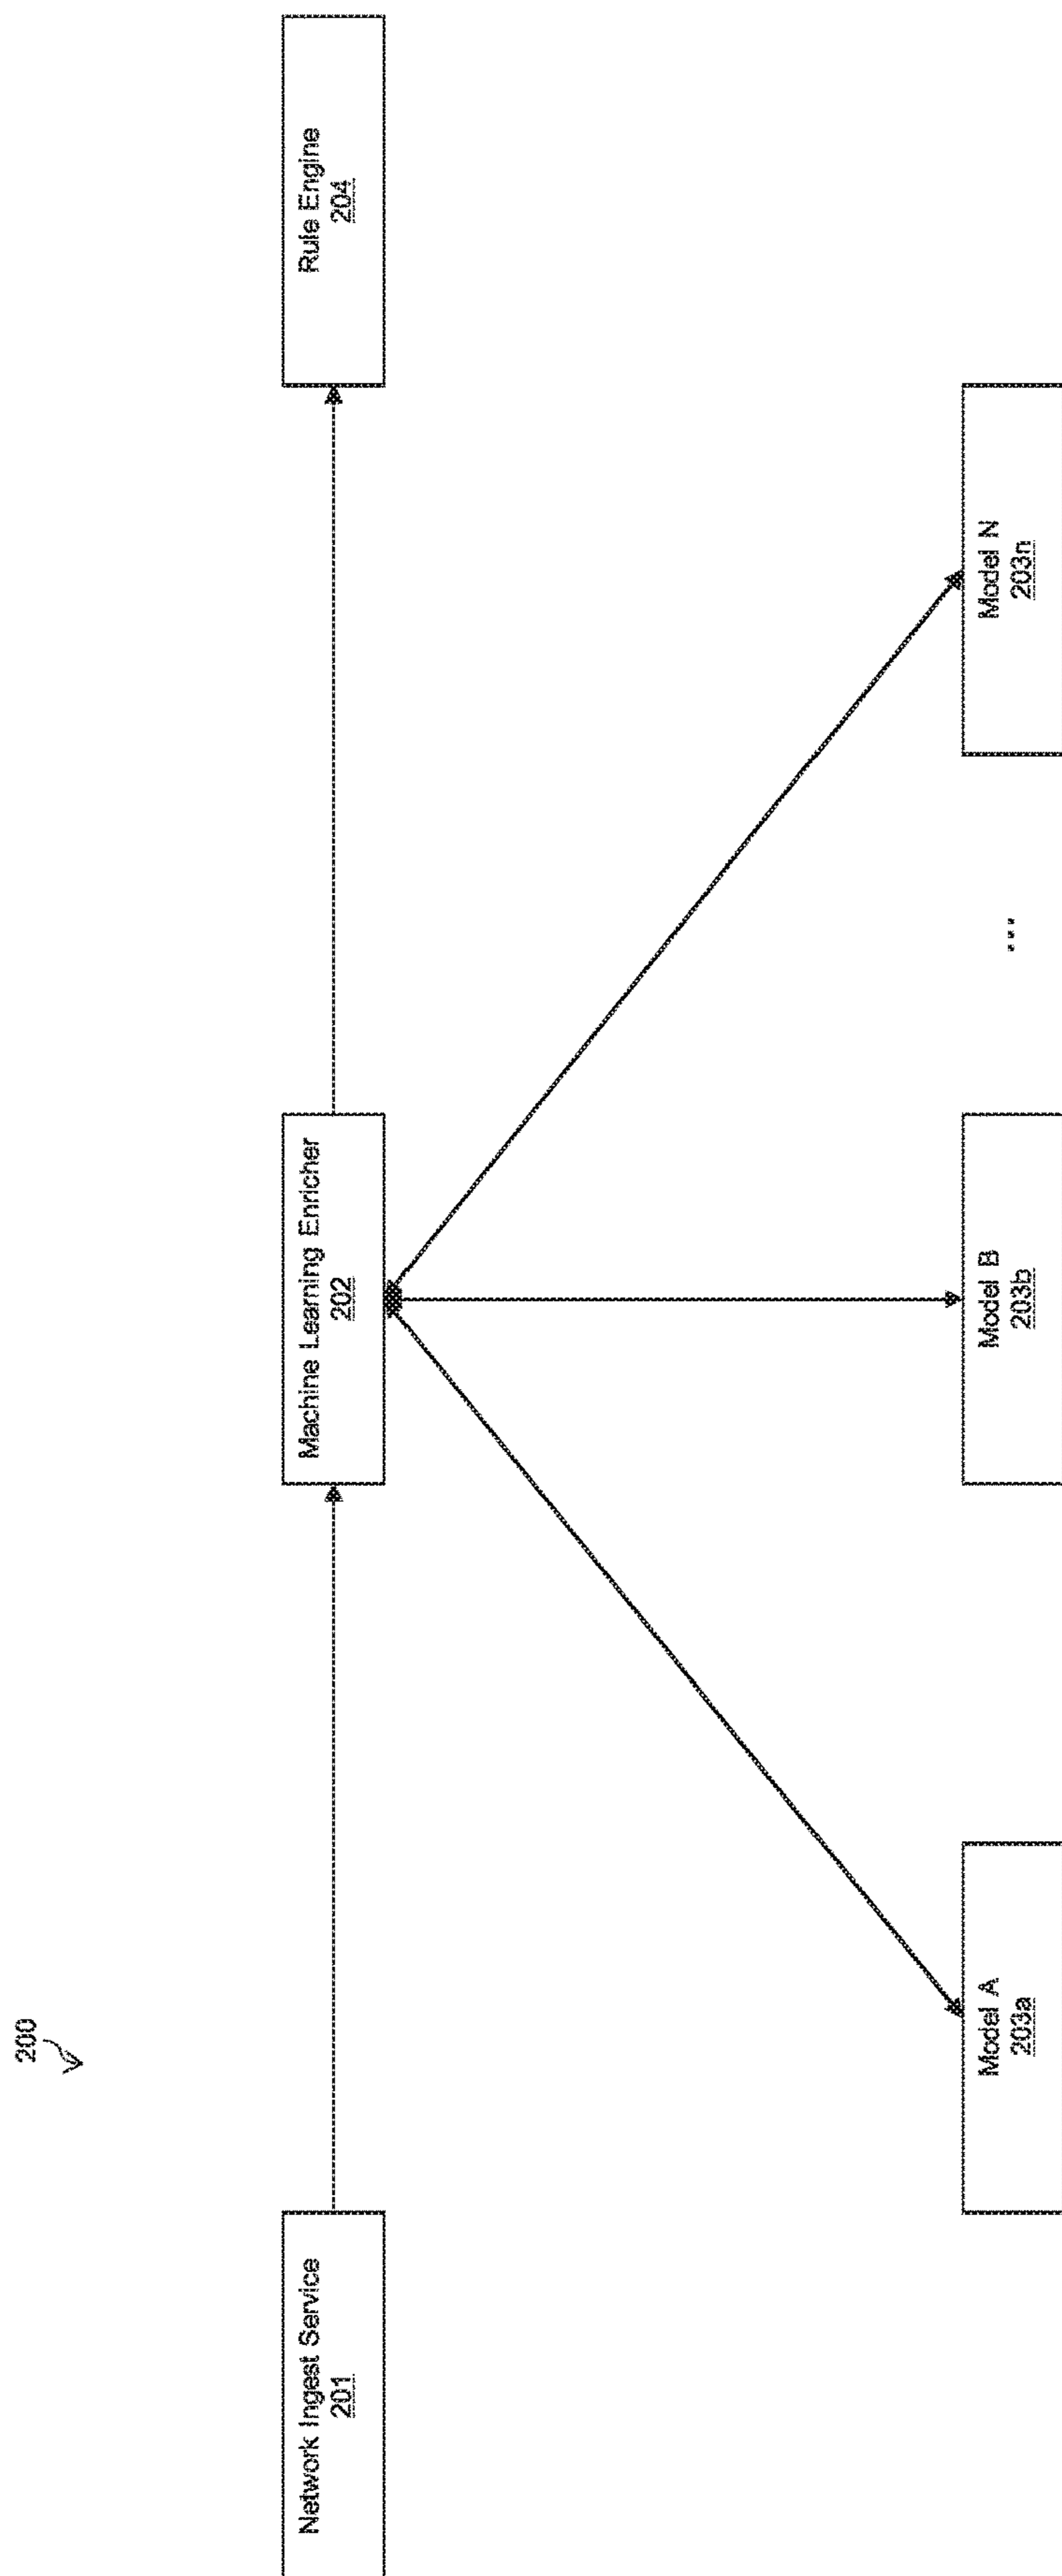 200
Network Ingest Service
201
Machine Learning Enricher
202
Rule Engine
204
Model A
203a
Model B
203b
...
Model N
203n